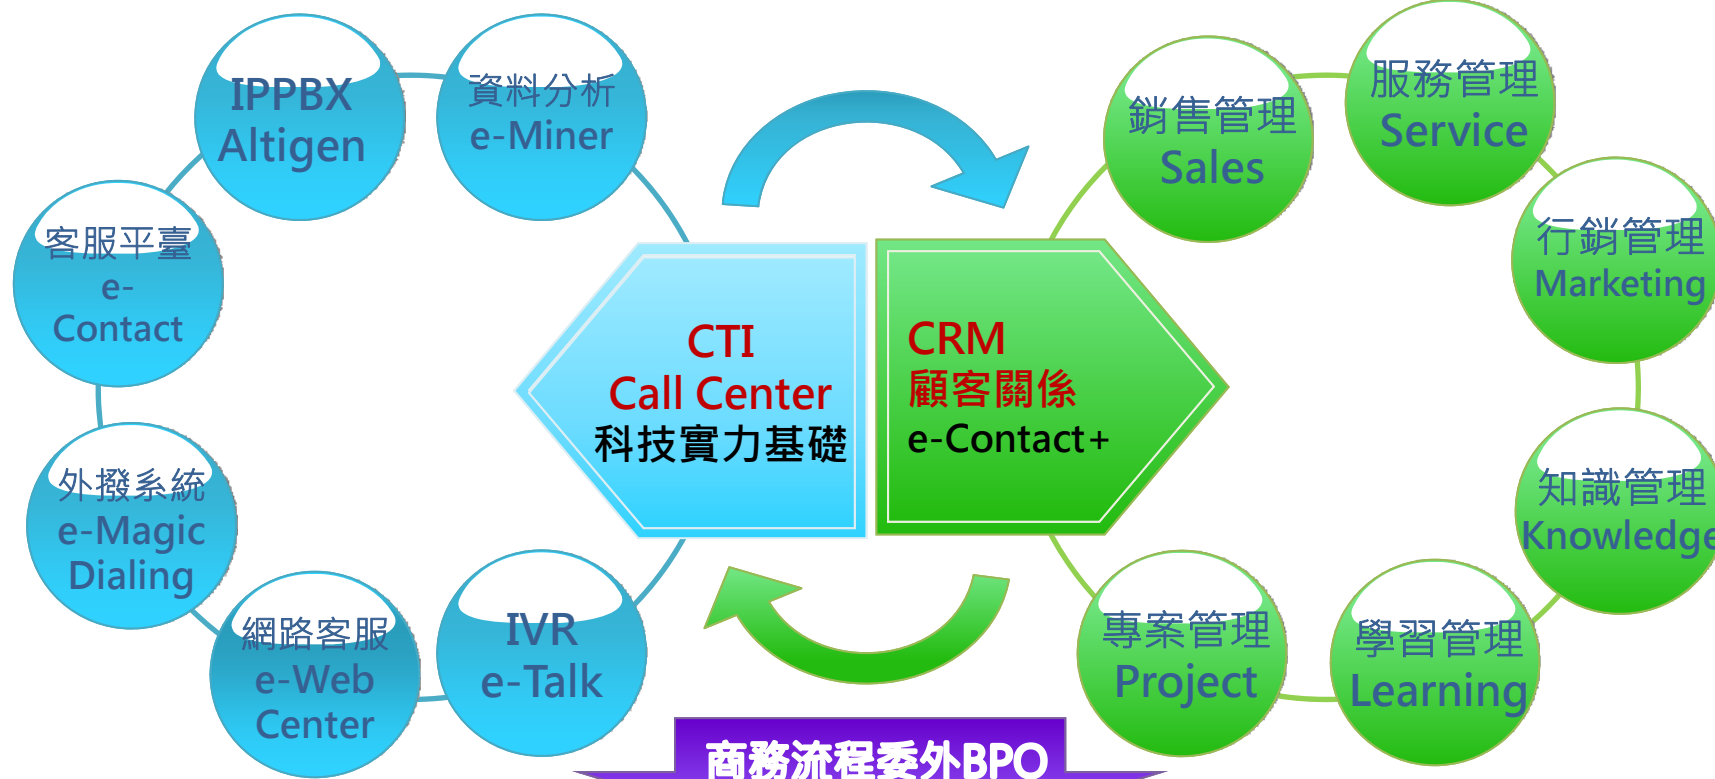 IPPBX
Altigen
資料分析
e-Miner
客服平臺
e-
Contact
外撥系統
e-Magic
Dialing
網路客服
e-Web
Center
IVR
e-Talk
CTI
Call Center
科技實力基礎
CRM
顧客關係
e-Contact+
銷售管理
Sales
服務管理
Service
行銷管理
Marketing
知識管理
Knowledge
學習管理
Learning
專案管理
Project
商務流程委外BPO